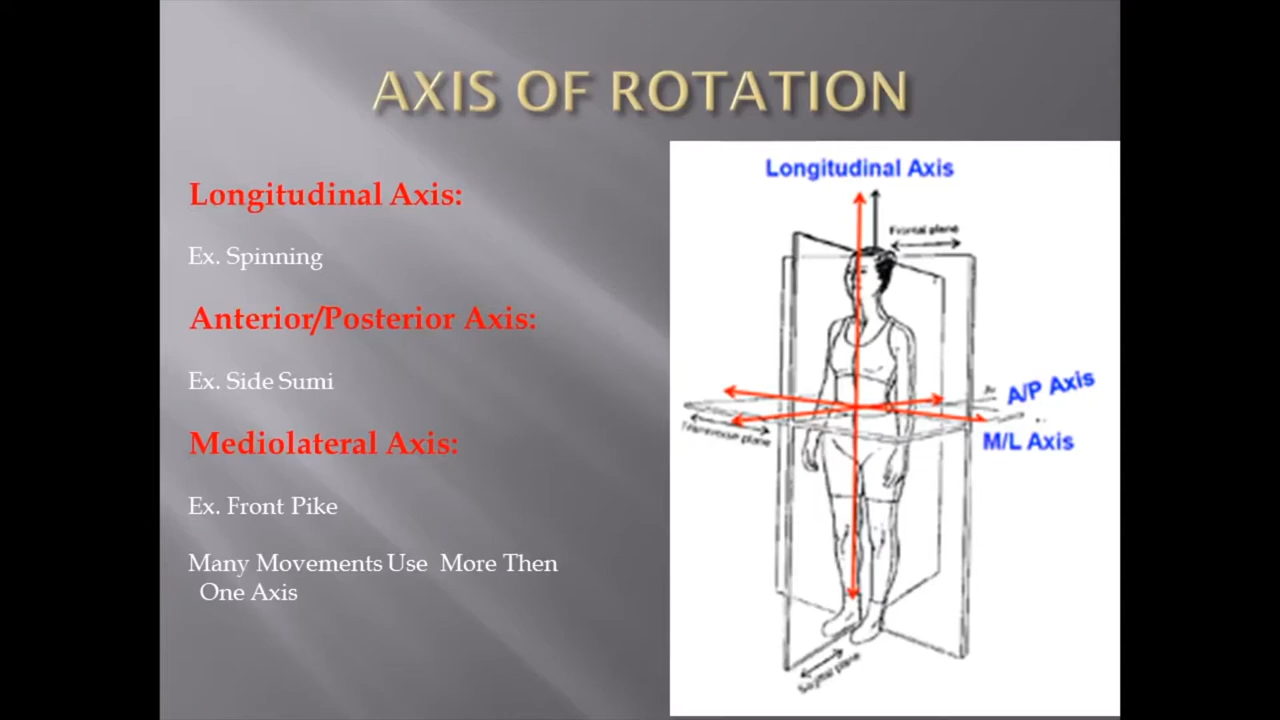 AXIS OF ROTATION
Longitudinal Axis:
Ex. Spinning
Anterior/Posterior Axis:
Ex. Side Sumi
Mediolateral Axis:
Ex. Front Pike
Many Movements Use More Then
One Axis
Longitudinal Axis
Frontal plane
A/P Axis
M/L Axis
Transverse plane
Sagittal plane